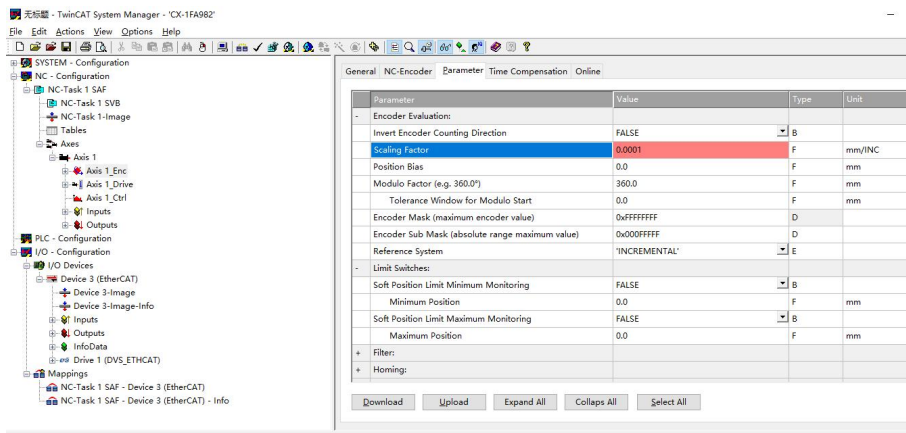 无标题 - TwinCAT System Manager - 'CX-1FA982'
File Edit Actions View Options Help
SYSTEM - Configuration
NC - Configuration
NC-Task 1 SAF
NC-Task 1 SVB
NC-Task 1-Image
Tables
Axes
Axis 1
Axis 1_Enc
Axis 1_Drive
Axis 1_Ctrl
Inputs
Outputs
PLC - Configuration
I/O - Configuration
I/O Devices
Device 3 (EtherCAT)
Device 3-Image
Device 3-Image-Info
Inputs
Outputs
InfoData
Drive 1 (DVS_ETHCAT)
Mappings
NC-Task 1 SAF - Device 3 (EtherCAT)
NC-Task 1 SAF - Device 3 (EtherCAT) - Info
General NC-Encoder Parameter Time Compensation Online
Parameter Value Type Unit
- Encoder Evaluation:
Invert Encoder Counting Direction FALSE B
Scaling Factor 0.0001 F mm/INC
Position Bias 0.0 F mm
Modulo Factor (e.g. 360.0°) 360.0 F mm
Tolerance Window for Modulo Start 0.0 F mm
Encoder Mask (maximum encoder value) 0xFFFFFFFF D
Encoder Sub Mask (absolute range maximum value) 0x000FFFFF D
Reference System 'INCREMENTAL' E
- Limit Switches:
Soft Position Limit Minimum Monitoring FALSE B
Minimum Position 0.0 F mm
Soft Position Limit Maximum Monitoring FALSE B
Maximum Position 0.0 F mm
+ Filter:
+ Homing:
Download Upload Expand All Collaps All Select All